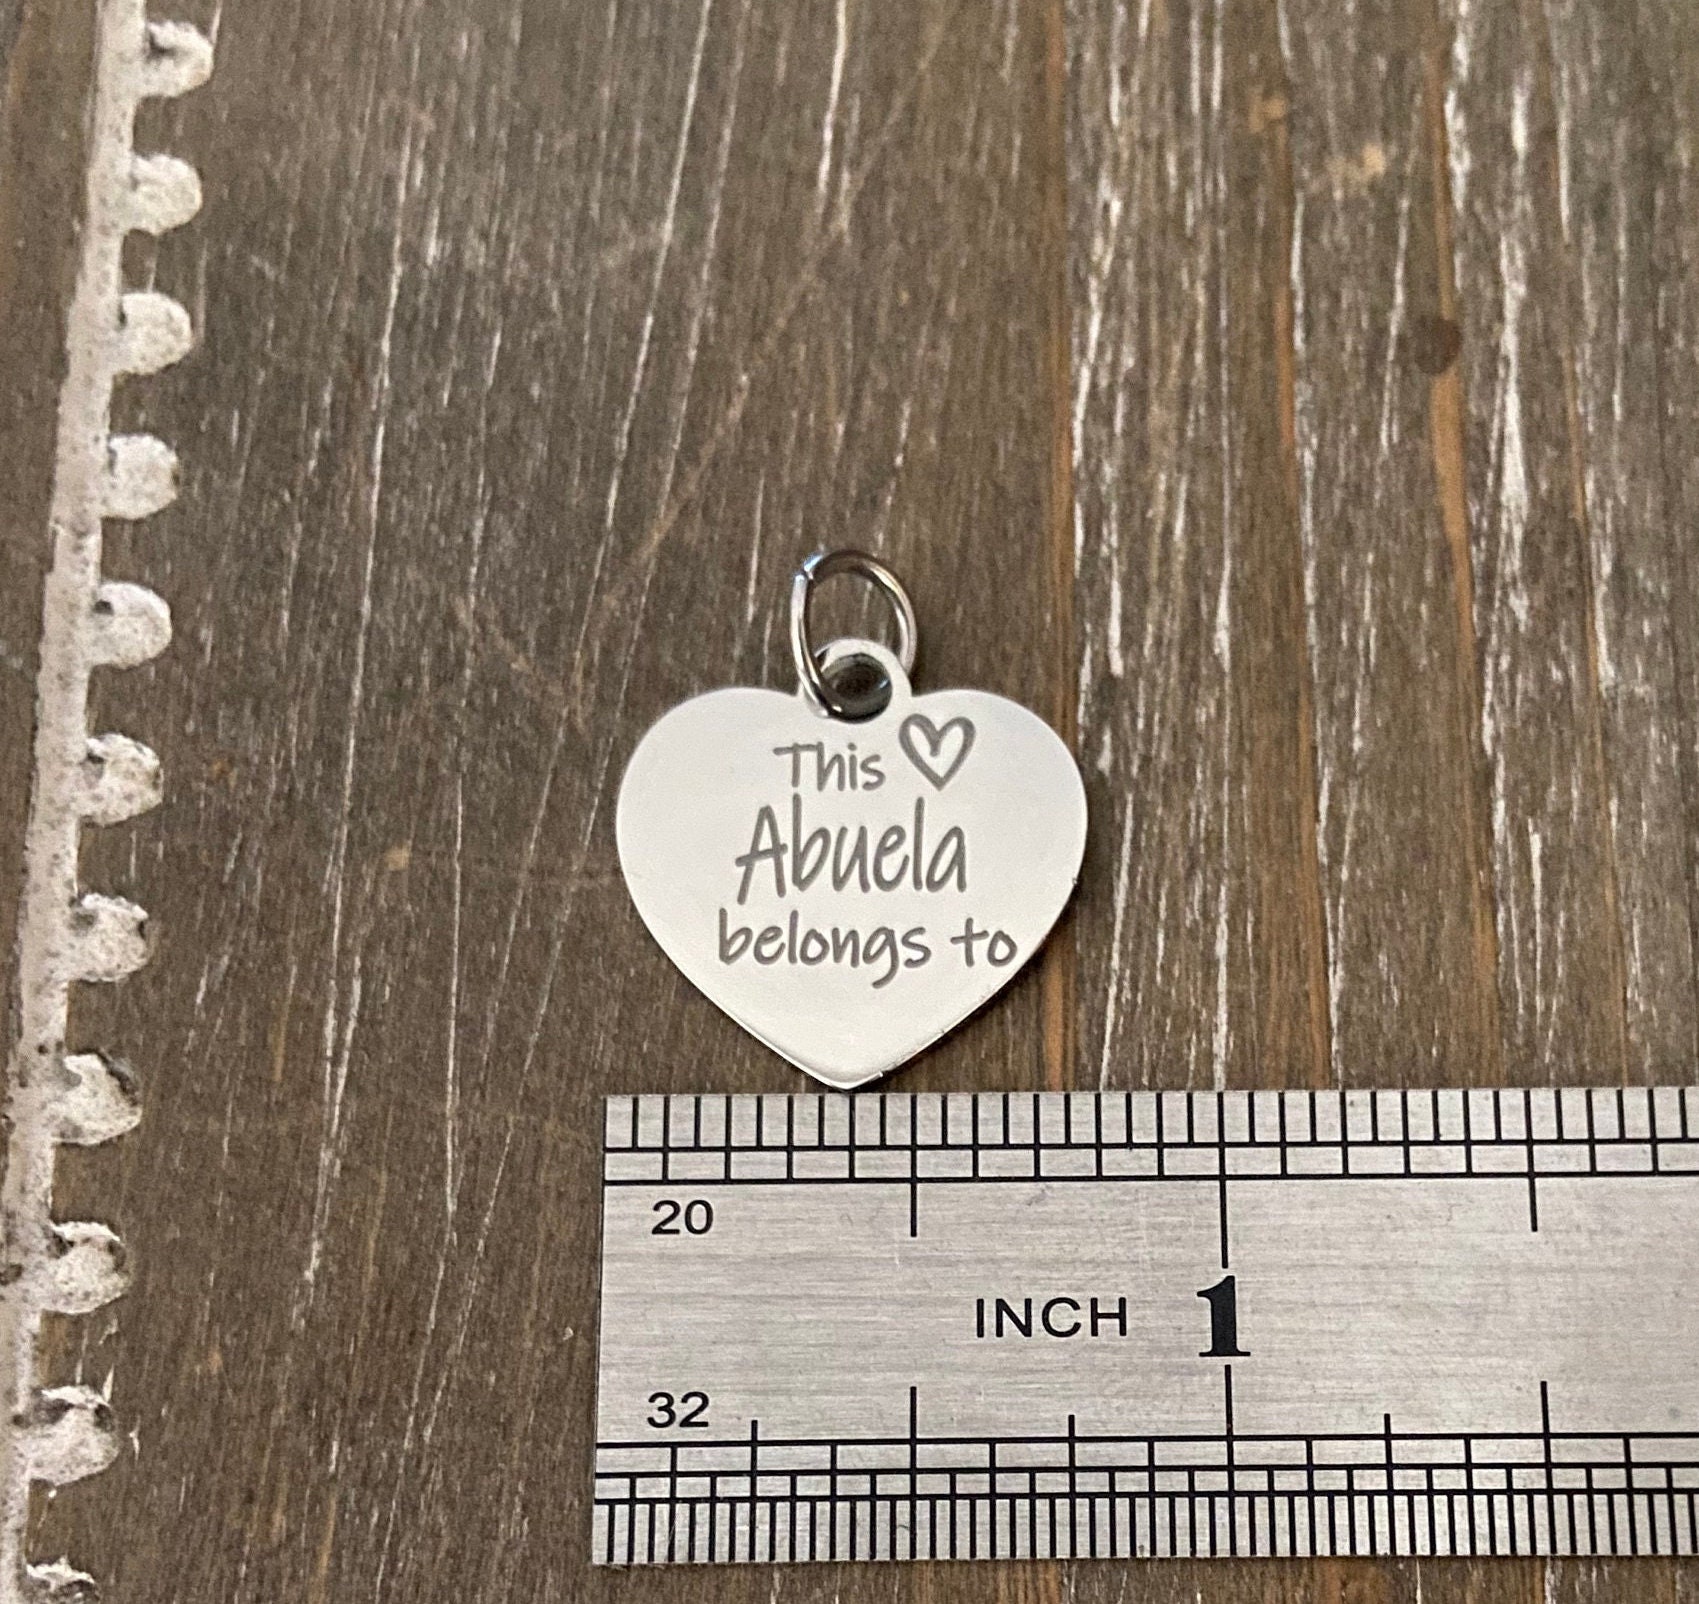 This
Abuela
belongs to
20
INCH 1
32